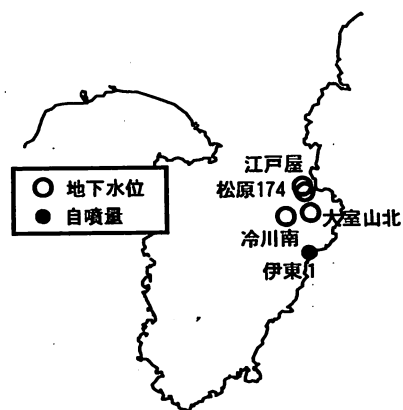 江戸屋
松原174
地下水位
自噴量
大室山北
冷川南
伊東1